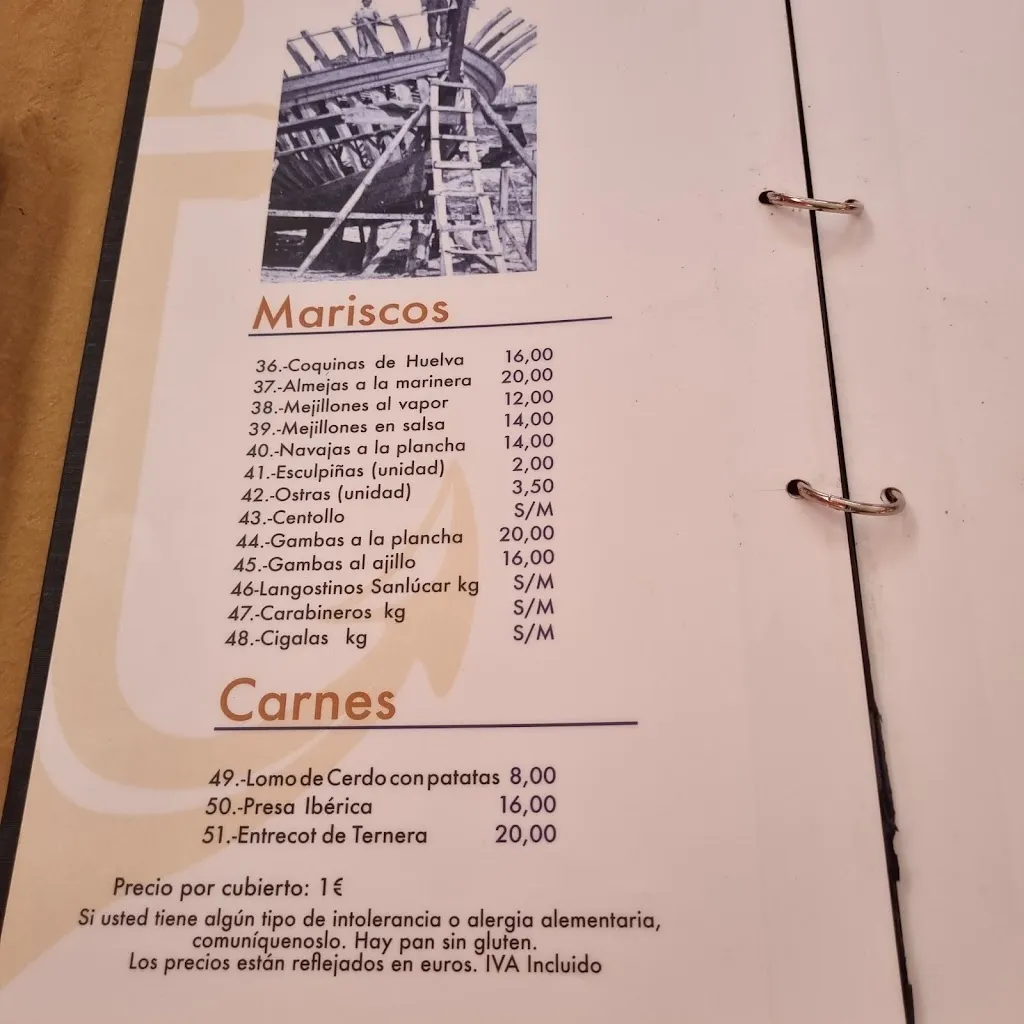 Mariscos
36.-Coquinas de Huelva 16,00
37.-Almejas a la marinera 20,00
38.-Mejillones al vapor 12,00
39.-Mejillones en salsa 14,00
40.-Navajas a la plancha 14,00
41.-Esculpiñas (unidad) 2,00
42.-Ostras (unidad) 3,50
43.-Centollo S/M
44.-Gambas a la plancha 20,00
45.-Gambas al ajillo 16,00
46-Langostinos Sanlúcar kg S/M
47.-Carabineros kg S/M
48.-Cigalas kg S/M
Carnes
49.-Lomo de Cerdo con patatas 8,00
50.-Presa Ibérica 16,00
51.-Entrecot de Ternera 20,00
Precio por cubierto: 1€
Si usted tiene algún tipo de intolerancia o alergia alementaria,
comuníquenoslo. Hay pan sin gluten.
Los precios están reflejados en euros. IVA Incluido